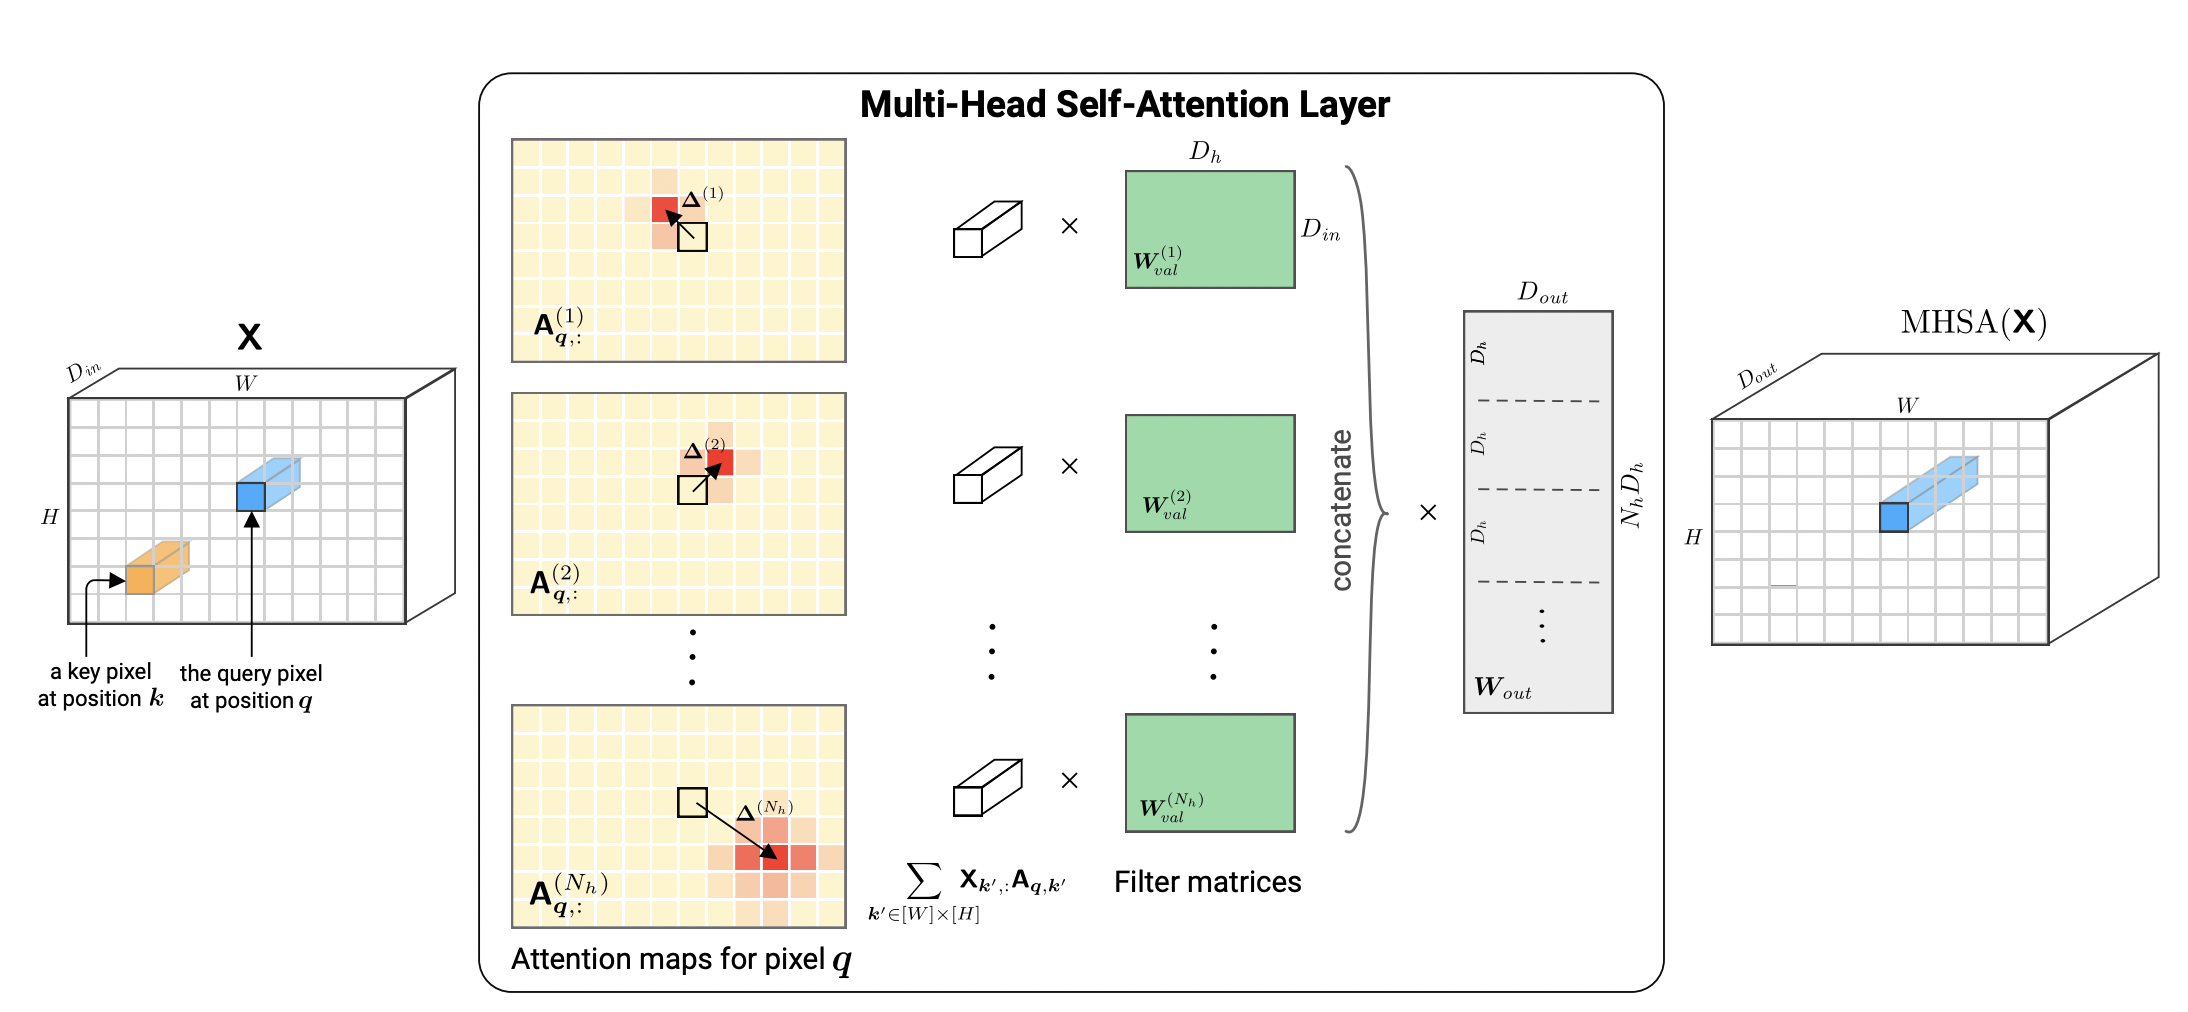 Multi-Head Self-Attention Layer
X
D_in
W
H
a key pixel
at position k
the query pixel
at position q
Δ^(1)
A^(1)_q,:
Δ^(2)
A^(2)_q,:
Δ^(N_h)
A^(N_h)_q,:
Attention maps for pixel q
×
×
×
∑ X_k′,: A_q,k′
k′∈[W]×[H]
D_h
D_in
W^(1)_val
W^(2)_val
W^(N_h)_val
Filter matrices
concatenate
×
D_out
D_h
D_h
D_h
N_h D_h
W_out
MHSA(X)
D_out
W
H